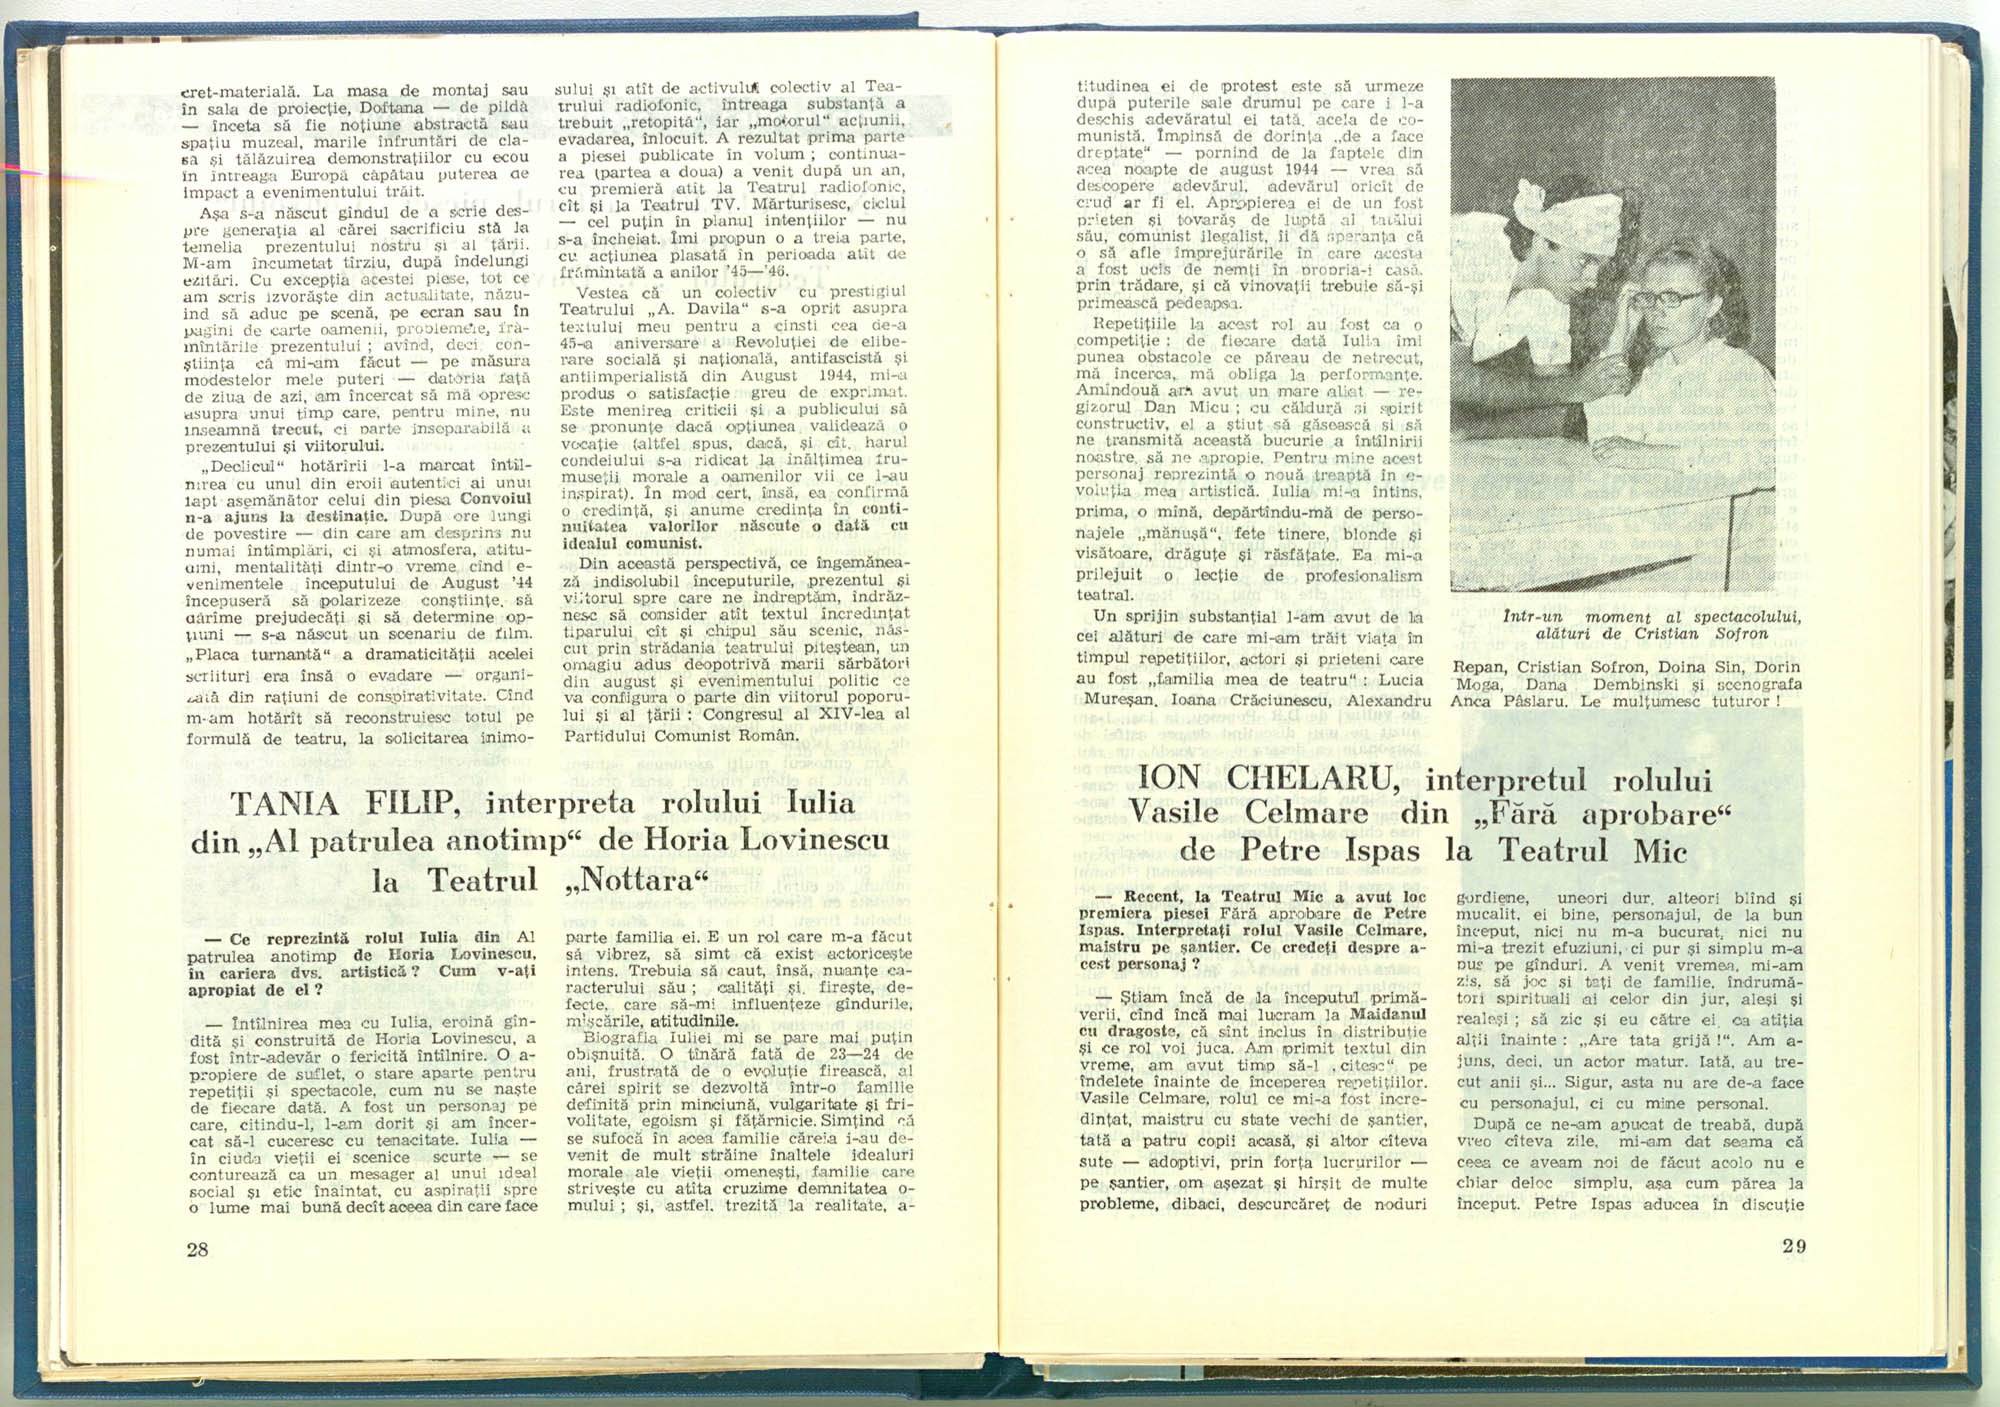 cret-materială. La masa de montaj sau
în sala de proiecție, Doftana — de pildă
— înceta să fie noțiune abstractă sau
spațiu muzeal, marile înfruntări de cla-
să și tălăzuirea demonstrațiilor cu ecou
în întreaga Europă căpătau puterea de
impact a evenimentului trăit.
Așa s-a născut gîndul de a scrie des-
pre generația al cărei sacrificiu stă la
temelia prezentului nostru și al țării.
M-am încumetat tîrziu, după îndelungi
ezitări. Cu excepția acestei piese, tot ce
am scris izvorăște din actualitate, năzu-
ind să aduc pe scenă, pe ecran sau în
pagini de carte oamenii, problemele, fră-
mîntările prezentului ; avînd, deci, con-
știința că mi-am făcut — pe măsura
modestelor mele puteri — datoria față
de ziua de azi, am încercat să mă opresc
asupra unui timp care, pentru mine, nu
înseamnă trecut, ci parte inseparabilă a
prezentului și viitorului.
„Declicul“ hotărîrii l-a marcat întîl-
nirea cu unul din eroii autentici ai unui
fapt asemănător celui din piesa Convoiul
n-a ajuns la destinație. După ore lungi
de povestire — din care am desprins nu
numai întîmplări, ci și atmosfera, atitu-
dini, mentalități dintr-o vreme cînd e-
venimentele începutului de August '44
începuseră să polarizeze conștiințe, să
dărîme prejudecăți și să determine op-
țiuni — s-a născut un scenariu de film.
„Placa turnantă“ a dramaticității acelei
scriituri era însă o evadare — organi-
zată din rațiuni de conspirativitate. Cînd
m-am hotărît să reconstruiesc totul pe
formulă de teatru, la solicitarea inimo-
sului și atît de activului colectiv al Tea-
trului radiofonic, întreaga substanță a
trebuit „retopită“, iar „motorul“ acțiunii,
evadarea, înlocuit. A rezultat prima parte
a piesei publicate în volum ; continua-
rea (partea a doua) a venit după un an,
cu premieră atît la Teatrul radiofonic,
cît și la Teatrul TV. Mărturisesc, ciclul
— cel puțin în planul intențiilor — nu
s-a încheiat. Îmi propun o a treia parte,
cu acțiunea plasată în perioada atît de
frămîntată a anilor '45—'46.
Vestea că un colectiv cu prestigiul
Teatrului „A. Davila“ s-a oprit asupra
textului meu pentru a cinsti cea de-a
45-a aniversare a Revoluției de elibe-
rare socială și națională, antifascistă și
antiimperialistă din August 1944, mi-a
produs o satisfacție greu de exprimat.
Este menirea criticii și a publicului să
se pronunțe dacă opțiunea validează o
vocație (altfel spus, dacă, și cît, harul
condeiului s-a ridicat la înălțimea fru-
museții morale a oamenilor vii ce l-au
inspirat). În mod cert, însă, ea confirmă
o credință, și anume credința în conti-
nuitatea valorilor născute o dată cu
idealul comunist.
Din această perspectivă, ce îngemănea-
ză indisolubil începuturile, prezentul și
viitorul spre care ne îndreptăm, îndrăz-
nesc să consider atît textul încredințat
tiparului cît și chipul său scenic, năs-
cut prin strădania teatrului piteștean, un
omagiu adus deopotrivă marii sărbători
din august și evenimentului politic ce
va configura o parte din viitorul poporu-
lui și al țării : Congresul al XIV-lea al
Partidului Comunist Român.
TANIA FILIP, interpreta rolului Iulia
din „Al patrulea anotimp“ de Horia Lovinescu
la Teatrul „Nottara“
— Ce reprezintă rolul Iulia din Al
patrulea anotimp de Horia Lovinescu,
în cariera dvs. artistică ? Cum v-ați
apropiat de el ?
— Întîlnirea mea cu Iulia, eroină gîn-
dită și construită de Horia Lovinescu, a
fost într-adevăr o fericită întîlnire. O a-
propiere de suflet, o stare aparte pentru
repetiții și spectacole, cum nu se naște
de fiecare dată. A fost un personaj pe
care, citindu-l, l-am dorit și am încer-
cat să-l cuceresc cu tenacitate. Iulia —
în ciuda vieții ei scenice scurte — se
conturează ca un mesager al unui ideal
social și etic înaintat, cu aspirații spre
o lume mai bună decît aceea din care face
parte familia ei. E un rol care m-a făcut
să vibrez, să simt că exist actoricește
intens. Trebuia să caut, însă, nuanțe ca-
racterului său ; calități și, firește, de-
fecte, care să-mi influențeze gîndurile,
mișcările, atitudinile.
Biografia Iuliei mi se pare mai puțin
obișnuită. O tînără fată de 23—24 de
ani, frustrată de o evoluție firească, al
cărei spirit se dezvoltă într-o familie
definită prin minciună, vulgaritate și fri-
volitate, egoism și fățărnicie. Simțind că
se sufocă în acea familie căreia i-au de-
venit de mult străine înaltele idealuri
morale ale vieții omenești, familie care
strivește cu atîta cruzime demnitatea o-
mului ; și, astfel, trezită la realitate, a-
28
titudinea ei de protest este să urmeze
după puterile sale drumul pe care i l-a
deschis adevăratul ei tată, acela de co-
munistă. Împinsă de dorința „de a face
dreptate“ — pornind de la faptele din
acea noapte de august 1944 — vrea să
descopere adevărul, adevărul oricît de
crud ar fi el. Apropierea ei de un fost
prieten și tovarăș de luptă al tatălui
său, comunist ilegalist, îi dă speranța că
o să afle împrejurările în care acesta
a fost ucis de nemți în propria-i casă,
prin trădare, și că vinovații trebuie să-și
primească pedeapsa.
Repetițiile la acest rol au fost ca o
competiție : de fiecare dată Iulia îmi
punea obstacole ce păreau de netrecut,
mă încerca, mă obliga la performanțe.
Amîndouă am avut un mare aliat — re-
gizorul Dan Micu ; cu căldură și spirit
constructiv, el a știut să găsească și să
ne transmită această bucurie a întîlnirii
noastre, să ne apropie. Pentru mine acest
personaj reprezintă o nouă treaptă în e-
voluția mea artistică. Iulia mi-a întins,
prima, o mînă, depărtîndu-mă de perso-
najele „mănușă“, fete tinere, blonde și
visătoare, drăguțe și răsfățate. Ea mi-a
prilejuit o lecție de profesionalism
teatral.
Un sprijin substanțial l-am avut de la
cei alături de care mi-am trăit viața în
timpul repetițiilor, actori și prieteni care
au fost „familia mea de teatru“ : Lucia
Mureșan, Ioana Crăciunescu, Alexandru
Într-un moment al spectacolului,
alături de Cristian Sofron
Repan, Cristian Sofron, Doina Sin, Dorin
Moga, Dana Dembinski și scenografa
Anca Pâslaru. Le mulțumesc tuturor !
ION CHELARU, interpretul rolului
Vasile Celmare din „Fără aprobare“
de Petre Ispas la Teatrul Mic
— Recent, la Teatrul Mic a avut loc
premiera piesei Fără aprobare de Petre
Ispas. Interpretați rolul Vasile Celmare,
maistru pe șantier. Ce credeți despre a-
cest personaj ?
— Știam încă de la începutul primă-
verii, cînd încă mai lucram la Maidanul
cu dragoste, că sînt inclus în distribuție
și ce rol voi juca. Am primit textul din
vreme, am avut timp să-l „citesc“ pe
îndelete înainte de începerea repetițiilor.
Vasile Celmare, rolul ce mi-a fost încre-
dințat, maistru cu state vechi de șantier,
tată a patru copii acasă, și altor cîteva
sute — adoptivi, prin forța lucrurilor —
pe șantier, om așezat și hîrșit de multe
probleme, dibaci, descurcăreț de noduri
gordiene, uneori dur, alteori blînd și
mucalit, ei bine, personajul, de la bun
început, nici nu m-a bucurat, nici nu
mi-a trezit efuziuni, ci pur și simplu m-a
pus pe gînduri. A venit vremea, mi-am
zis, să joc și tați de familie, îndrumă-
tori spirituali ai celor din jur, aleși și
realeși ; să zic și eu către ei, ca atîția
alții înainte : „Are tata grijă !“. Am a-
juns, deci, un actor matur. Iată, au tre-
cut anii și... Sigur, asta nu are de-a face
cu personajul, ci cu mine personal.
După ce ne-am apucat de treabă, după
vreo cîteva zile, mi-am dat seama că
ceea ce aveam noi de făcut acolo nu e
chiar deloc simplu, așa cum părea la
început. Petre Ispas aducea în discuție
29